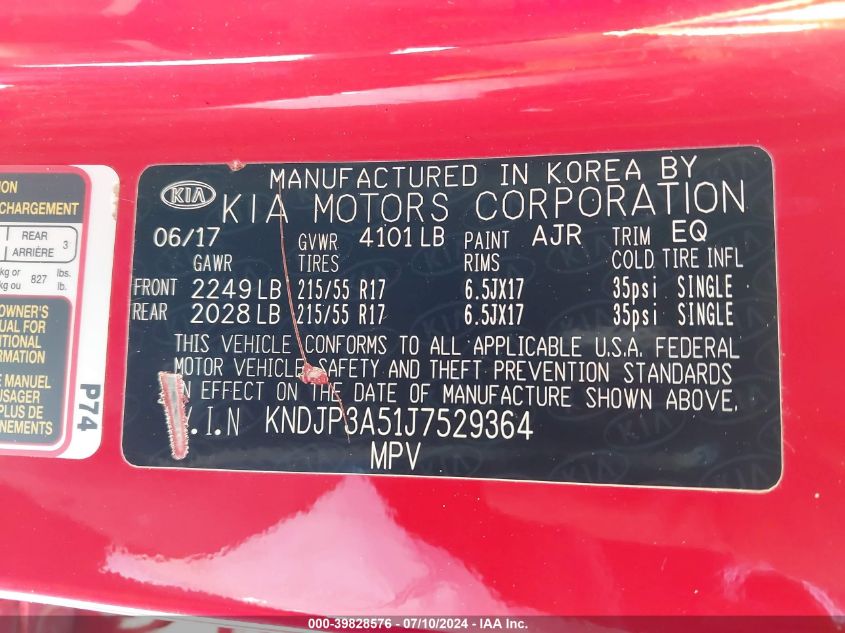 ION
CHARGEMENT
REAR
ARRIÈRE
3
kg or
kg ou
827
lbs.
lb.
OWNER'S
UAL FOR
ITIONAL
RMATION
E MANUEL
USAGER
PLUS DE
NEMENTS
P74
KIA
MANUFACTURED IN KOREA BY
KIA MOTORS CORPORATION
06/17 GVWR 4101 LB PAINT AJR TRIM EQ
GAWR TIRES RIMS COLD TIRE INFL
FRONT 2249 LB 215/55 R17 6.5JX17 35psi SINGLE
REAR 2028 LB 215/55 R17 6.5JX17 35psi SINGLE
THIS VEHICLE CONFORMS TO ALL APPLICABLE U.S.A. FEDERAL
MOTOR VEHICLE SAFETY AND THEFT PREVENTION STANDARDS
IN EFFECT ON THE DATE OF MANUFACTURE SHOWN ABOVE.
.I.N KNDJP3A51J7529364
MPV
000-39828576 / 07/10/2024 - IAA Inc.